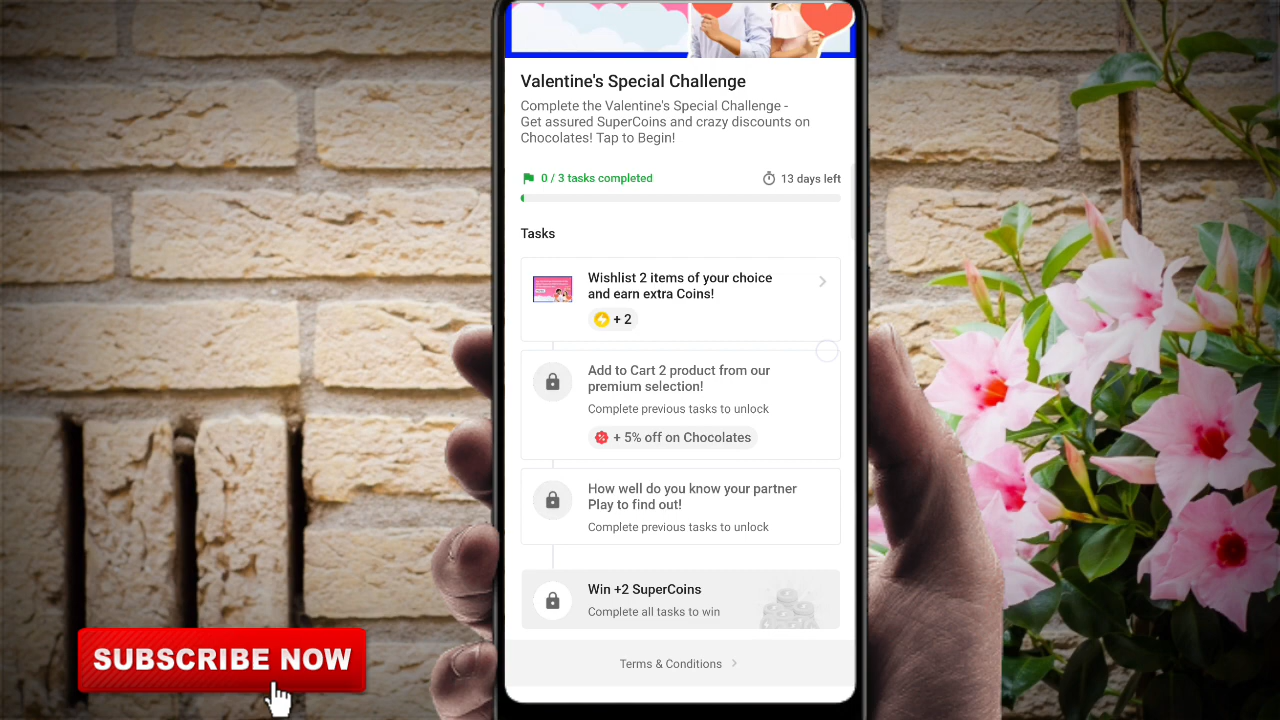 Valentine's Special Challenge
Complete the Valentine's Special Challenge -
Get assured SuperCoins and crazy discounts on
Chocolates! Tap to Begin!
0 / 3 tasks completed
13 days left
Tasks
Wishlist 2 items of your choice
and earn extra Coins!
+ 2
Add to Cart 2 product from our
premium selection!
Complete previous tasks to unlock
+ 5% off on Chocolates
How well do you know your partner
Play to find out!
Complete previous tasks to unlock
Win +2 SuperCoins
Complete all tasks to win
Terms & Conditions
SUBSCRIBE NOW